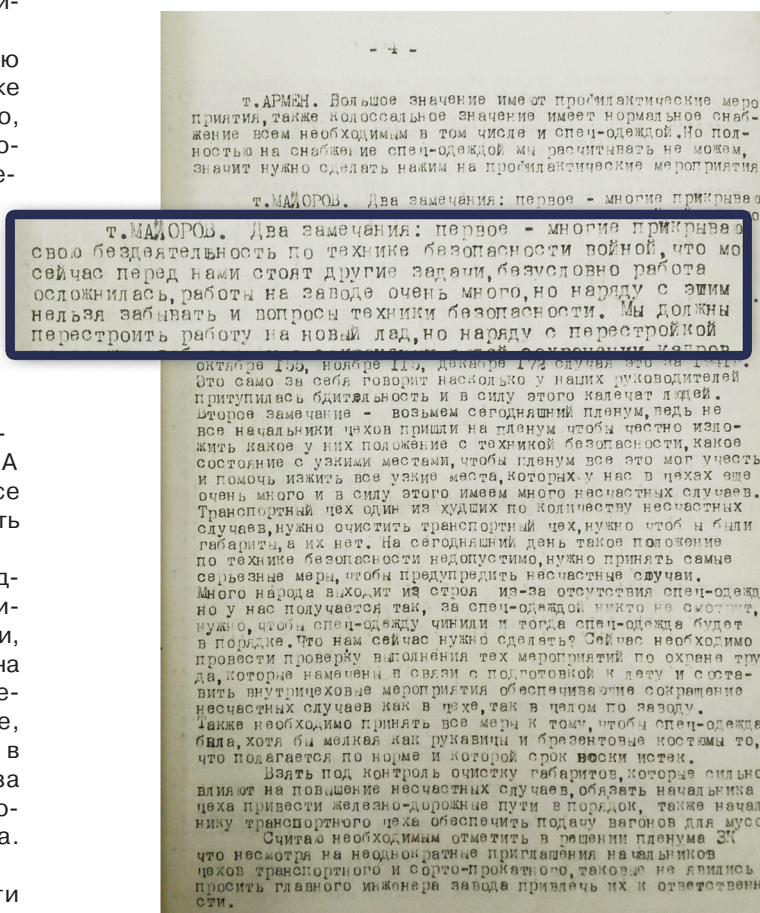 и-
ю
же
о,
о-
е-
-
А
се
ть
д-
и-
и,
на
е-
е,
в
ва
о-
а.
ти
- 4 -
т.АРМЕН. Большое значение имеют профилактические меро
приятия,также колоссальное значение имеет нормальное снаб-
жение всем необходимым в том числе и спец-одеждой.Но пол-
ностью на снабжение спец-одеждой мы расчитывать не можем,
значит нужно сделать нажим на профилактические мероприятия
т.МАЙОРОВ. Два замечания: первое - многие прикрываю
т.МАЙОРОВ. Два замечания: первое - многие прикрываю
свою бездеятельность по технике безопасности войной,что мо
сейчас перед нами стоят другие задачи,безусловно работа
осложнилась,работы на заводе очень много,но наряду с этим
нельзя забывать и вопросы техники безопасности. Мы должны
перестроить работу на новый лад,но наряду с перестройкой
октябре 155, ноябре 115, декабре 172 случая это за 1941г.
Это само за себя говорит насколько у наших руководителей
притупилась бдительность и в силу этого калечат людей.
Второе замечание - возьмем сегодняшний пленум,ведь не
все начальники цехов пришли на пленум чтобы честно изло-
жить какое у них положение с техникой безопасности,какое
состояние с узкими местами,чтобы пленум все это мог учесть
и помочь изжить все узкие места,которых у нас в цехах еще
очень много и в силу этого имеем много несчастных случаев.
Транспортный цех один из худших по количеству несчастных
случаев,нужно очистить транспортный цех,нужно чтоб ы были
габариты,а их нет. На сегодняшний день такое положение
по технике безопасности недопустимо,нужно принять самые
серьезные меры,чтобы предупредить несчастные случаи.
Много народа выходит из строя из-за отсутствия спец-одежд
но у нас получается так, за спец-одеждой никто не смотрит,
нужно,чтобы спец-одежду чинили и тогда спец-одежда будет
в порядке.Что нам сейчас нужно сделать? Сейчас необходимо
провести проверку выполнения тех мероприятий по охране тру
да,которые намечены в связи с подготовкой к лету и соста-
вить внутрицеховые мероприятия обеспечивающие сокращение
несчастных случаев как в цехе,так в целом по заводу.
Также необходимо принять все меры к тому,чтобы спец-одежда
была,хотя бы мелкая как рукавицы и брезентовые костюмы то,
что полагается по норме и которой срок носки истек.
Взять под контроль очистку габаритов,которые сильно
влияют на повышение несчастных случаев,обязать начальника
цеха привести железно-дорожные пути в порядок, также начал
нику транспортного цеха обеспечить подачу вагонов для мусо
Считаю необходимым отметить в решении пленума ЗК
что несмотря на неоднократные приглашения начальников
цехов транспортного и сорто-прокатного,таковые не явились
просить главного инженера завода привлечь их к ответственн
сти.